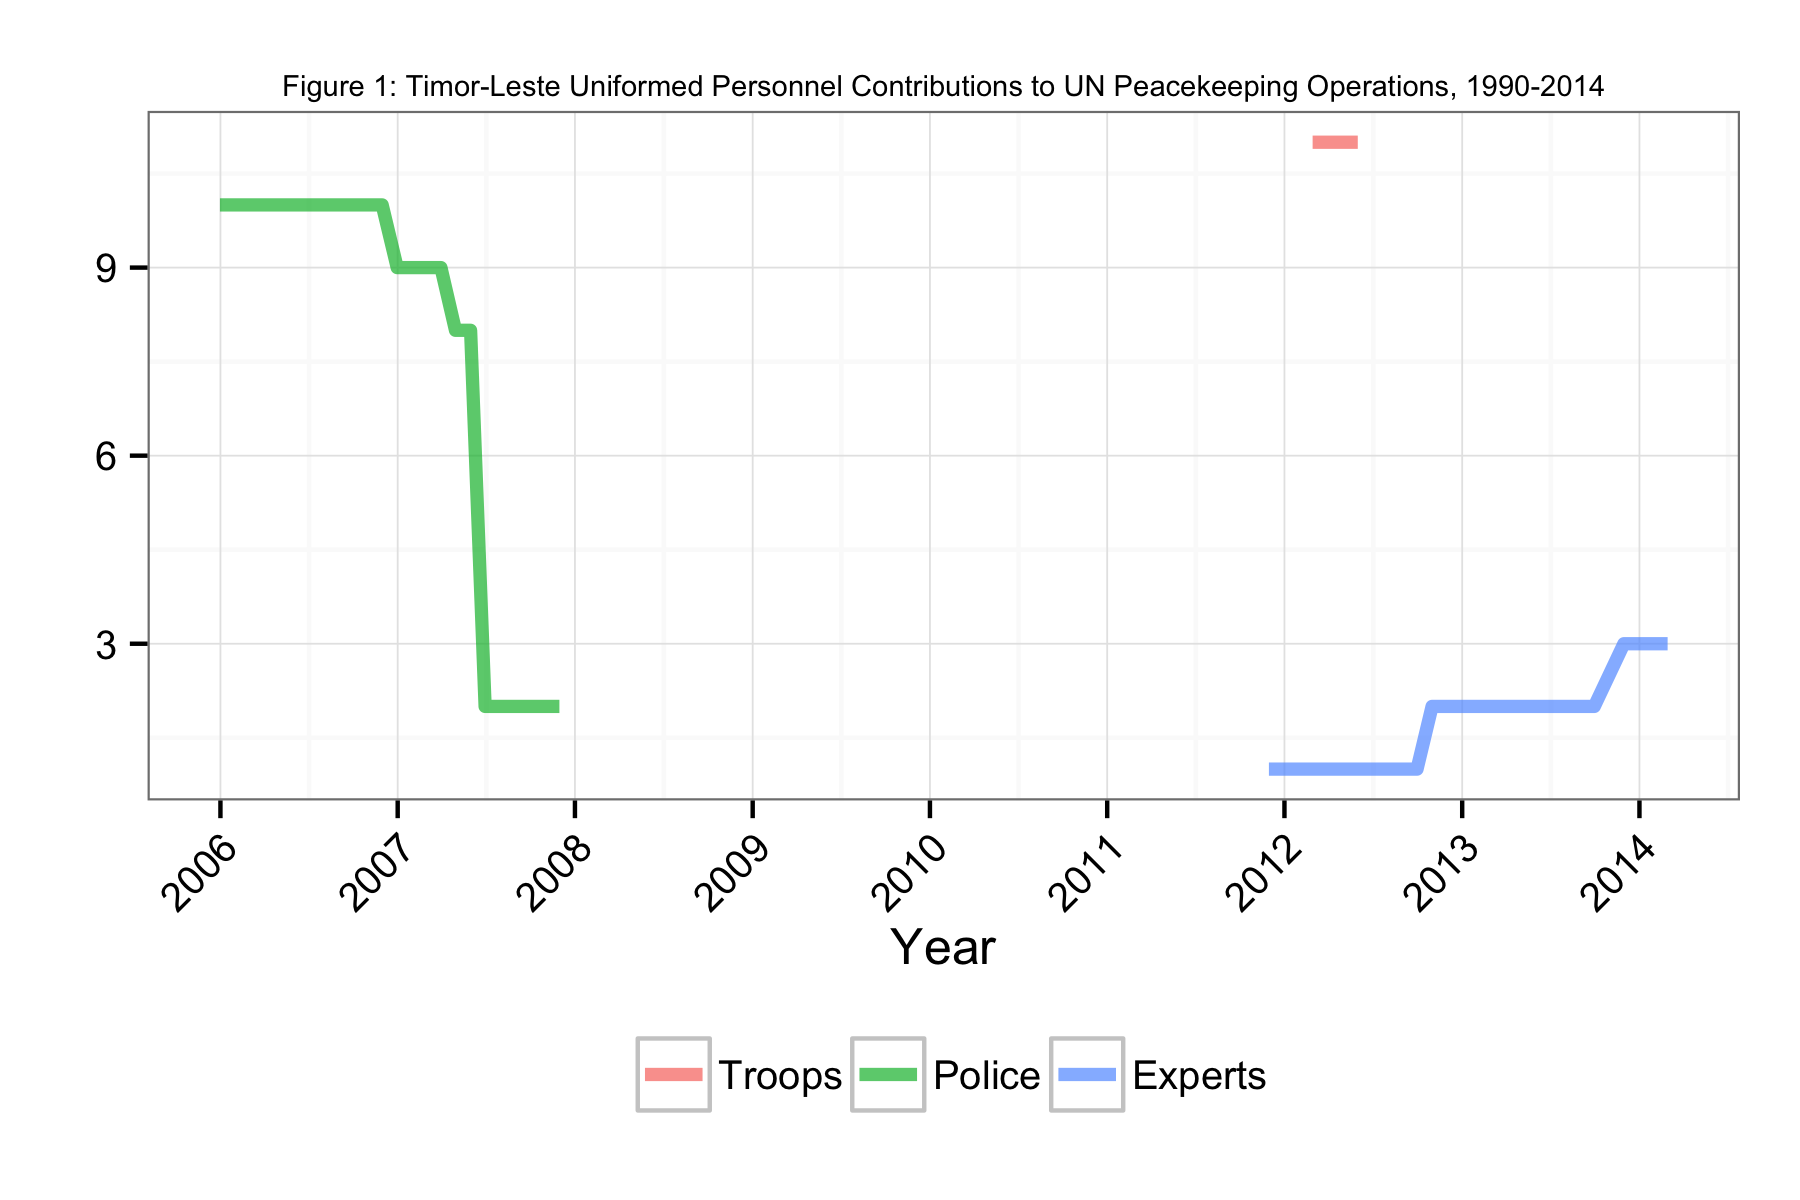 Figure 1: Timor-Leste Uniformed Personnel Contributions to UN Peacekeeping Operations, 1990-2014
9
6
3
2006 2007 2008 2009 2010 2011 2012 2013 2014
Year
Troops Police Experts